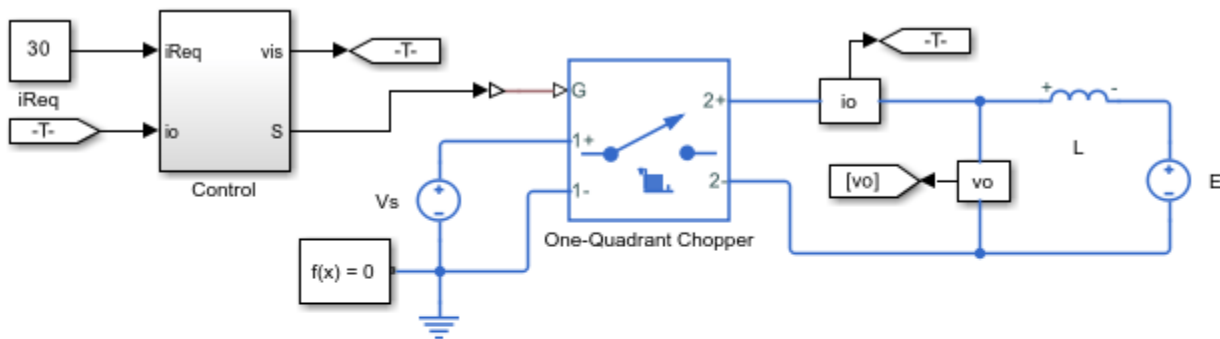 30
iReq
-T-
iReq
io
vis
S
Control
-T-
Vs
f(x) = 0
G
1+
1-
2+
2-
One-Quadrant Chopper
-T-
io
+
-
L
[vo]
vo
+
-
E
+
-